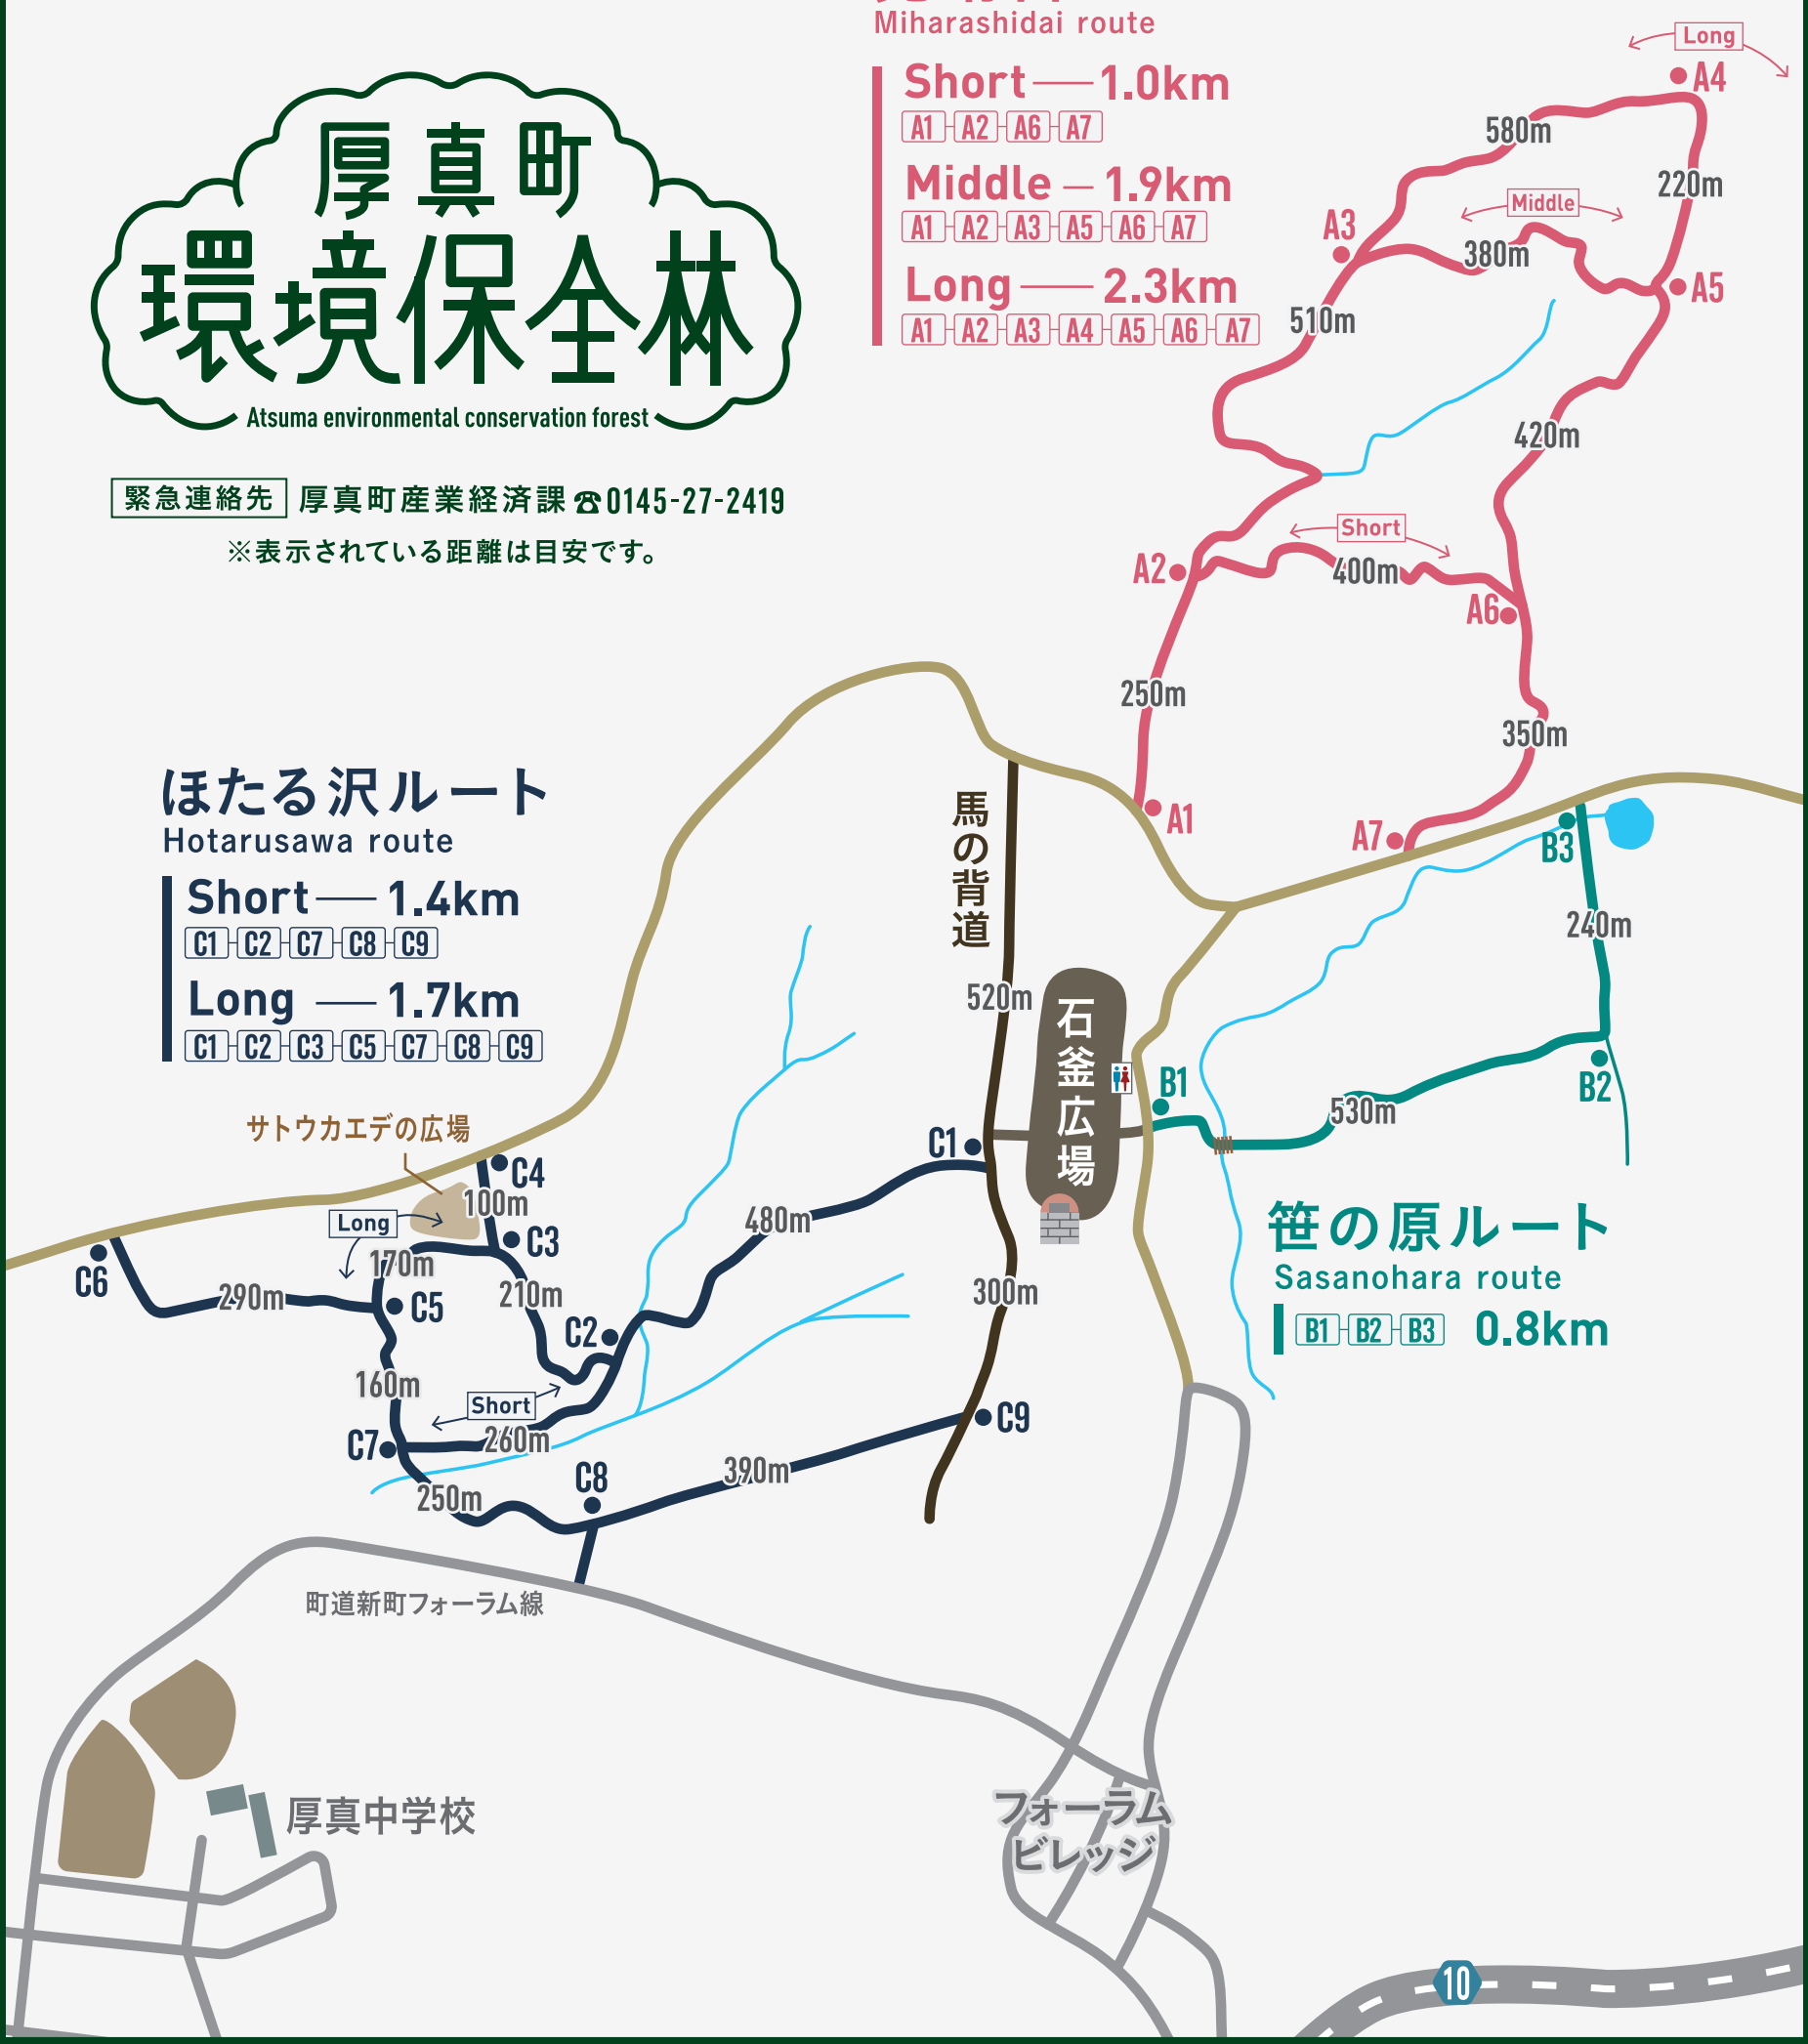 Miharashidai route
Short 1.0km
A1 A2 A6 A7
Middle 1.9km
A1 A2 A3 A5 A6 A7
Long 2.3km
A1 A2 A3 A4 A5 A6 A7
厚真町
環境保全林
Atsuma environmental conservation forest
緊急連絡先 厚真町産業経済課☎0145-27-2419
※表示されている距離は目安です。
Long
A4
580m
220m
Middle
A3
380m
A5
510m
420m
Short
A2
400m
A6
250m
350m
A1
A7
B3
240m
ほたる沢ルート
Hotarusawa route
Short 1.4km
C1 C2 C7 C8 C9
Long 1.7km
C1 C2 C3 C5 C7 C8 C9
馬の背道
520m
石釜広場
B1
B2
530m
サトウカエデの広場
C1
C4
100m
Long
C3
480m
170m
C6
290m
C5
210m
C2
300m
160m
Short
260m
C7
C9
390m
C8
250m
笹の原ルート
Sasanohara route
B1 B2 B3 0.8km
町道新町フォーラム線
厚真中学校
フォーラム
ビレッジ
10